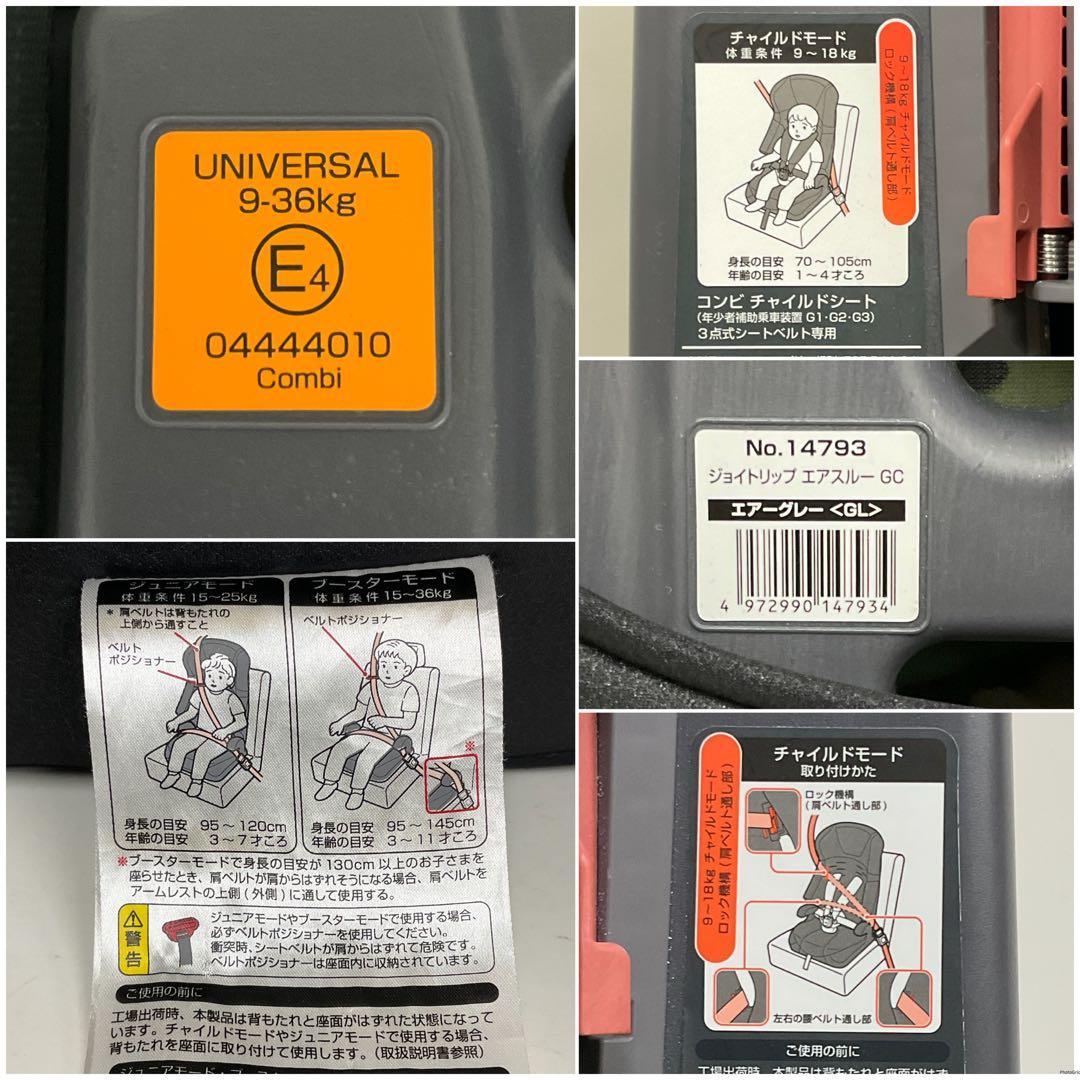 UNIVERSAL
9-36kg
E4
04444010
Combi
チャイルドモード
体重条件 9～18kg
9～18kg チャイルドモード
ロック機構(肩ベルト通し部)
身長の目安 70～105cm
年齢の目安 1～4才ころ
コンビ チャイルドシート
(年少者補助乗車装置 G1・G2・G3)
3点式シートベルト専用
No.14793
ジョイトリップ エアスルー GC
エアーグレー <GL>
4 972990 147934
ジュニアモード
体重条件 15～25kg
* 肩ベルトは背もたれの
上側から通すこと
ベルト
ポジショナー
身長の目安 95～120cm
年齢の目安 3～7才ころ
ブースターモード
体重条件 15～36kg
ベルトポジショナー
※
身長の目安 95～145cm
年齢の目安 3～11才ころ
※ブースターモードで身長の目安が130cm以上のお子さまを
座らせたとき、肩ベルトが肩からはずれそうになる場合、肩ベルトを
アームレストの上側(外側)に通して使用する。
警告
ジュニアモードやブースターモードで使用する場合、
必ずベルトポジショナーを使用してください。
衝突時、シートベルトが肩からはずれて危険です。
ベルトポジショナーは座面内に収納されています。
ご使用の前に
工場出荷時、本製品は背もたれと座面がはずれた状態になって
います。チャイルドモードやジュニアモードで使用する場合、
背もたれを座面に取り付けて使用します。(取扱説明書参照)
チャイルドモード
取り付けかた
9～18kg チャイルドモード
ロック機構(肩ベルト通し部)
ロック機構
(肩ベルト通し部)
左右の腰ベルト通し部
ご使用の前に
工場出荷時、本製品は背もたれと座面がはず
PhotoGrid